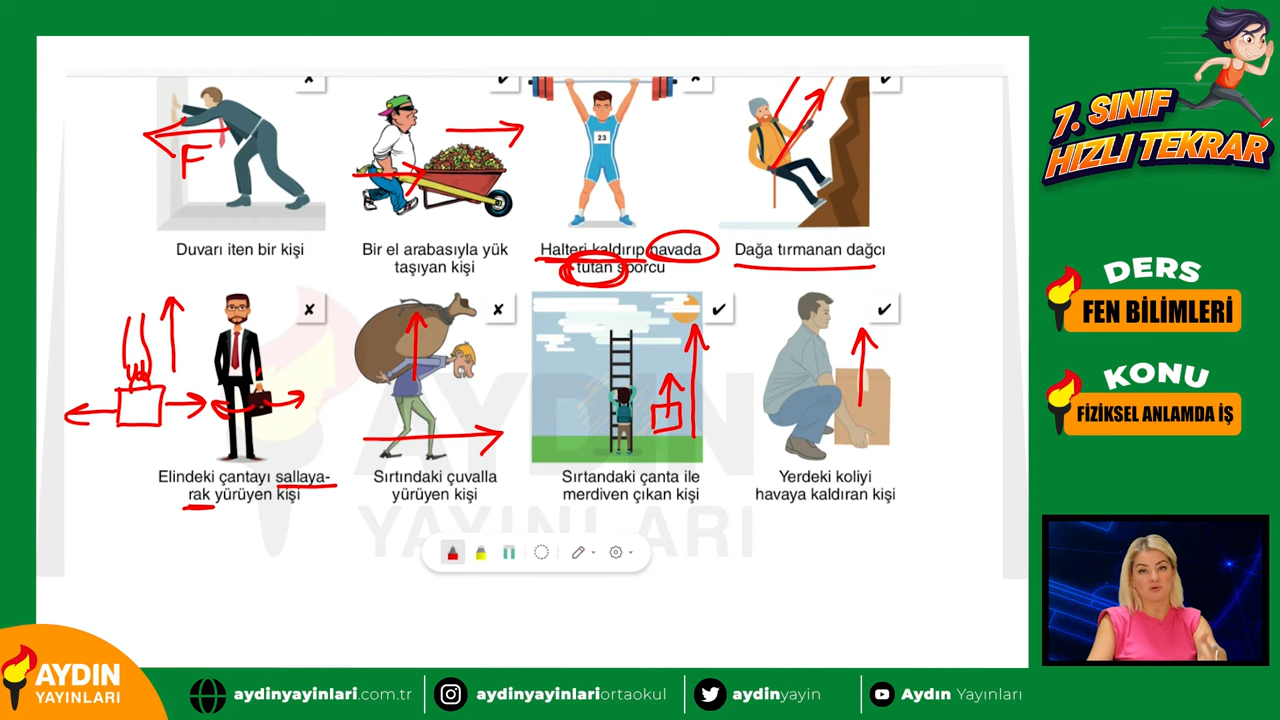 7. SINIF
HIZLI TEKRAR
F
23
Duvarı iten bir kişi
Bir el arabasıyla yük
taşıyan kişi
Halteri kaldırıp havada
tutan sporcu
Dağa tırmanan dağcı
DERS
FEN BİLİMLERİ
KONU
FİZİKSEL ANLAMDA İŞ
Elindeki çantayı sallaya-
rak yürüyen kişi
Sırtındaki çuvalla
yürüyen kişi
Sırtandaki çanta ile
merdiven çıkan kişi
Yerdeki koliyi
havaya kaldıran kişi
AYDIN
YAYINLARI
AYDIN
YAYINLARI
aydinyayinlari.com.tr
aydinyayinlariortaokul
aydinyayin
Aydın Yayınları